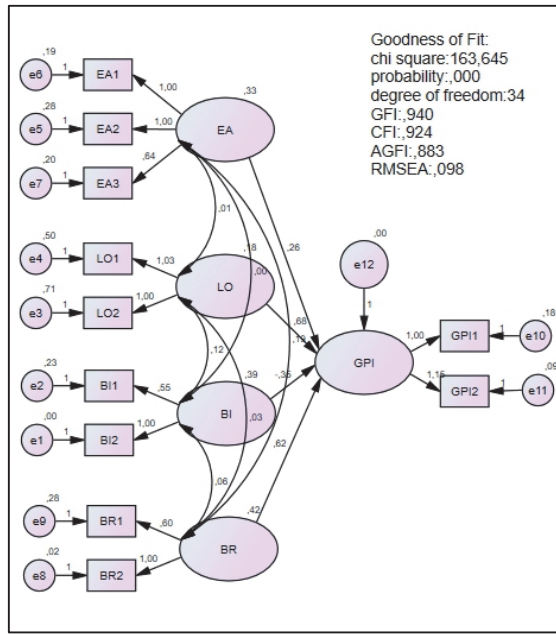 Goodness of Fit:
chi square:163,645
probability:,000
degree of freedom:34
GFI:,940
CFI:,924
AGFI:,883
RMSEA:,098
,19
e6
1
EA1
1,00
,28
e5
1
EA2
1,00
,20
e7
1
EA3
,64
,33
EA
,01
,26
,50
e4
1
LO1
1,03
,71
e3
1
LO2
1,00
,18
LO
,00
,68
,12
,00
e12
1
GPI
1,00
GPI1
1
e10
,18
1,15
GPI2
1
e11
,09
,23
e2
1
BI1
,55
,00
e1
1
BI2
1,00
,39
BI
-,35
,03
,62
,06
,28
e9
1
BR1
,60
,02
e8
1
BR2
1,00
,42
BR